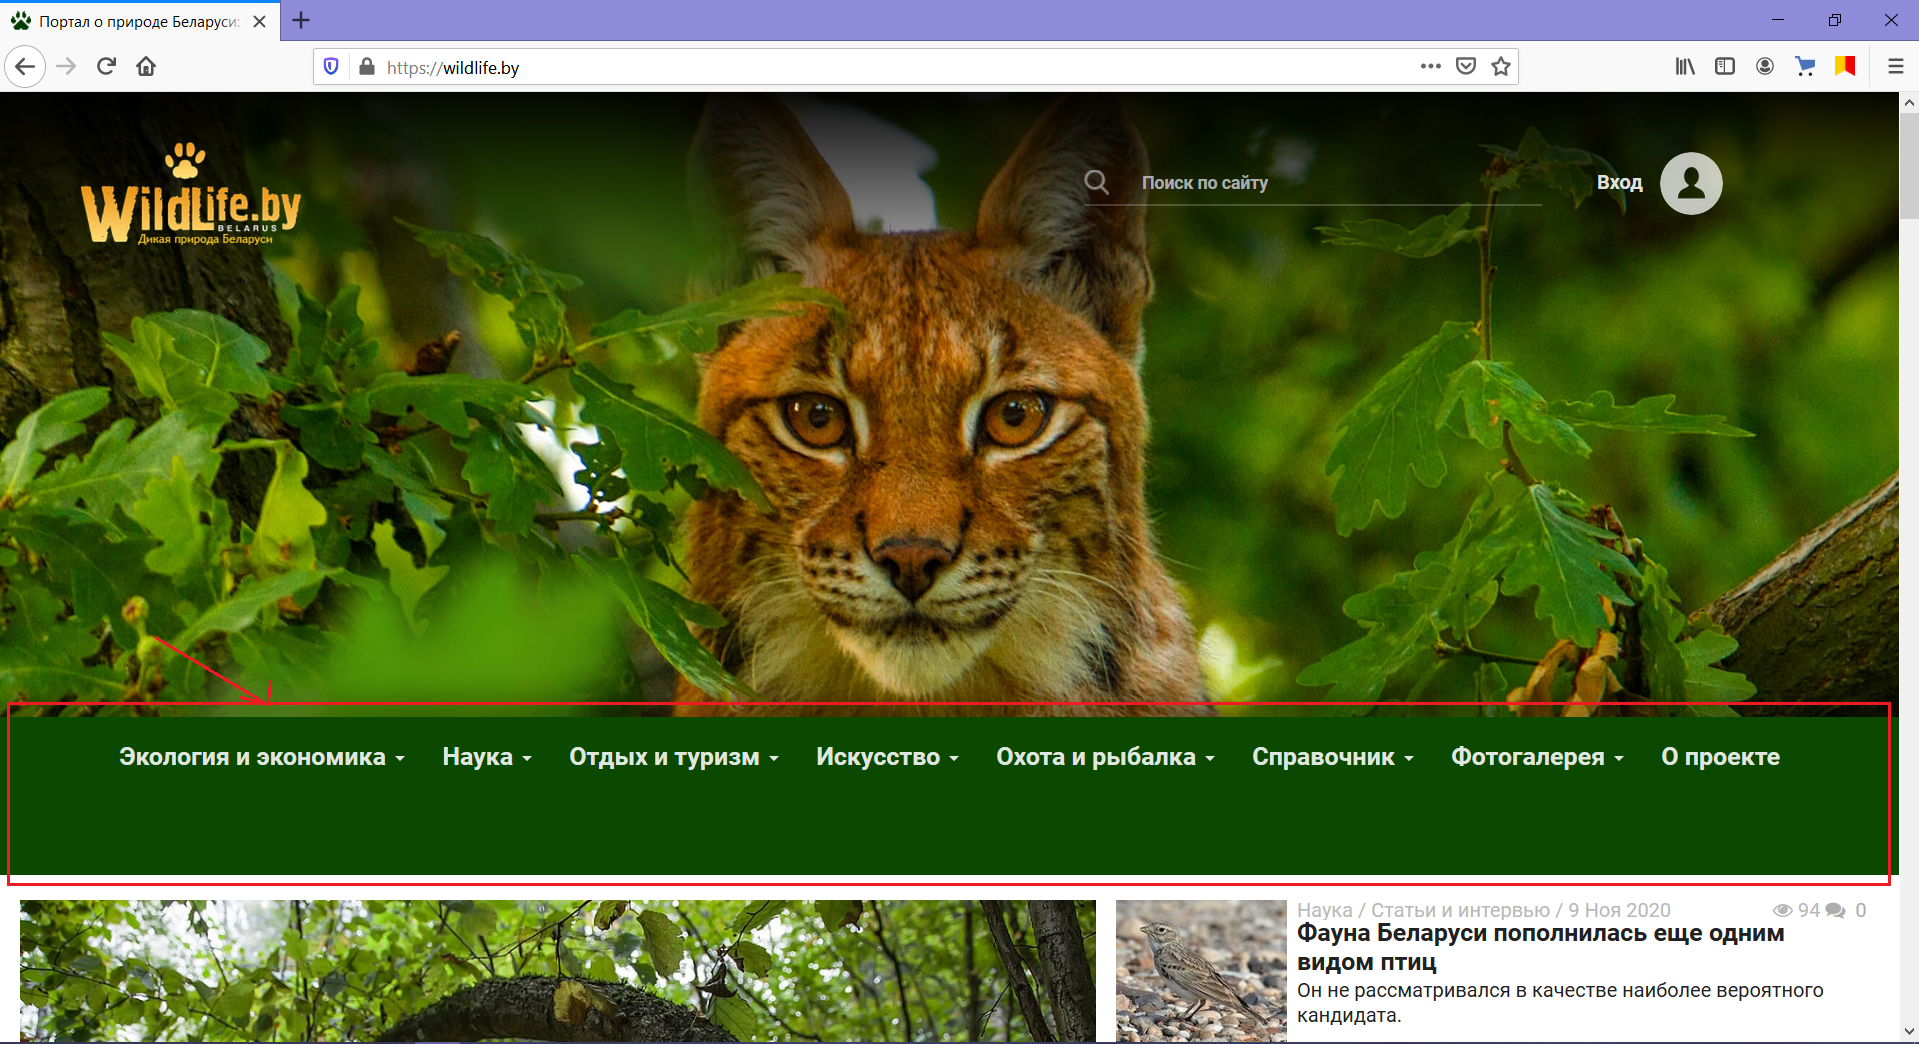 Портал о природе Беларуси:
https://wildlife.by
WildLife.by
BELARUS
Дикая природа Беларуси
Поиск по сайту
Вход
Экология и экономика Наука Отдых и туризм Искусство Охота и рыбалка Справочник Фотогалерея О проекте
Наука / Статьи и интервью / 9 Ноя 2020 94 0
Фауна Беларуси пополнилась еще одним
видом птиц
Он не рассматривался в качестве наиболее вероятного
кандидата.